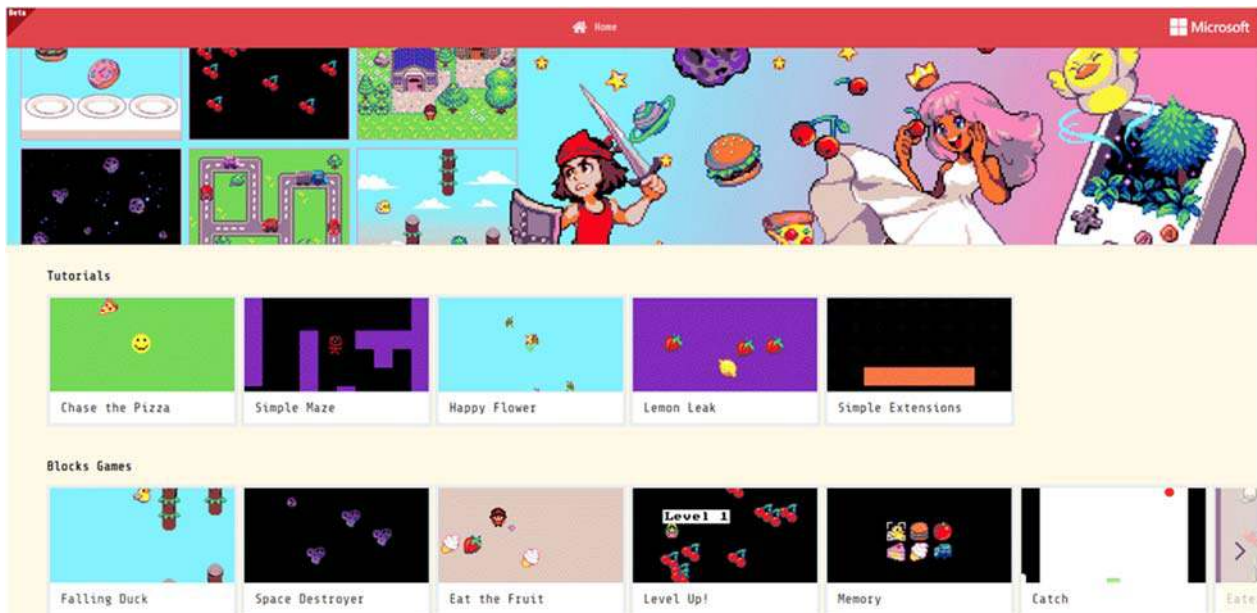 Beta
Home
Microsoft
Tutorials
Chase the Pizza
Simple Maze
Happy Flower
Lemon Leak
Simple Extensions
Blocks Games
Level 1
Falling Duck
Space Destroyer
Eat the Fruit
Level Up!
Memory
Catch
Eate